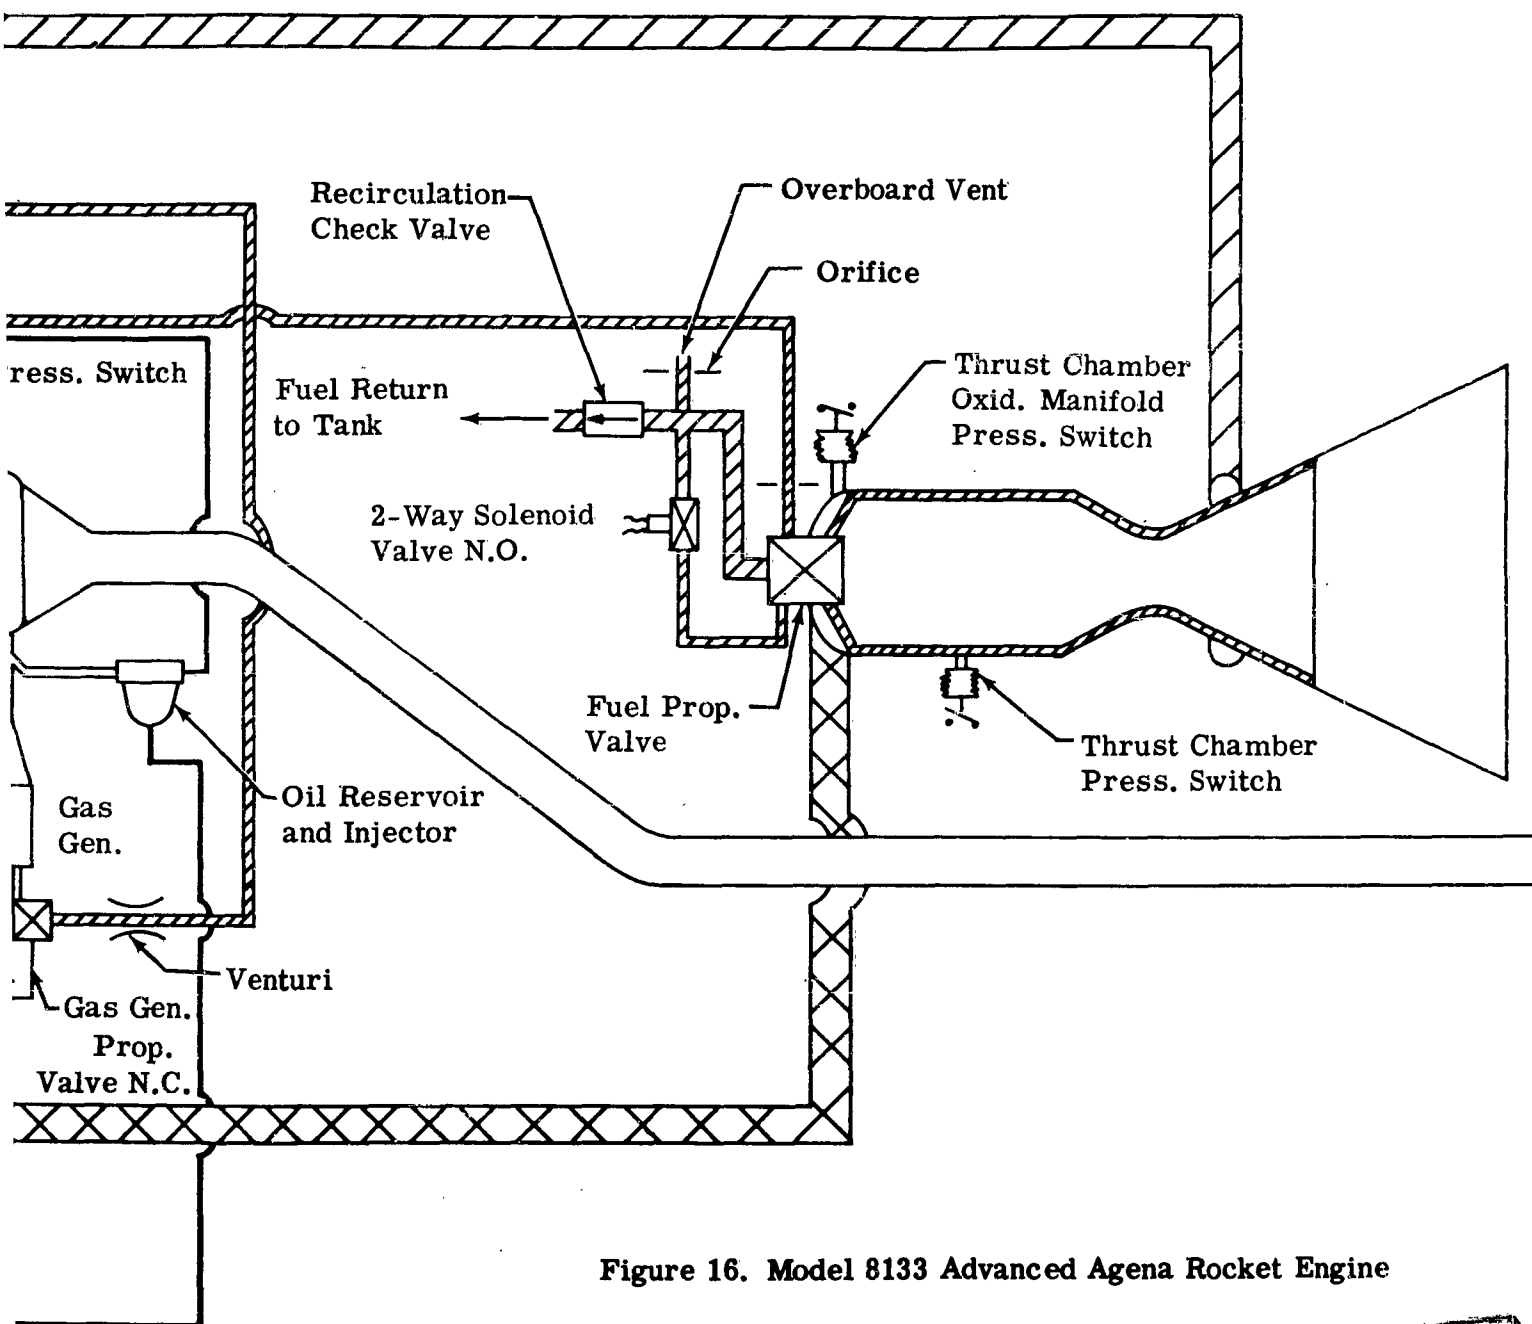 Recirculation
Check Valve
Overboard Vent
Orifice
ress. Switch
Fuel Return
to Tank
Thrust Chamber
Oxid. Manifold
Press. Switch
2-Way Solenoid
Valve N.O.
Fuel Prop.
Valve
Thrust Chamber
Press. Switch
Gas
Gen.
Oil Reservoir
and Injector
Venturi
Gas Gen.
Prop.
Valve N.C.
Figure 16. Model 8133 Advanced Agena Rocket Engine